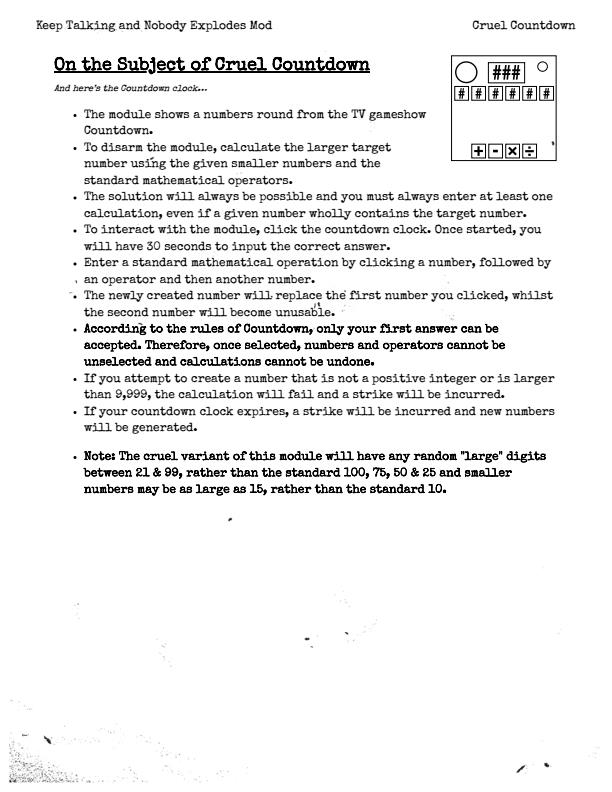 Keep Talking and Nobody Explodes Mod Cruel Countdown
On the Subject of Cruel Countdown
And here's the Countdown clock...
###
# # # # # #
+ - × ÷
• The module shows a numbers round from the TV gameshow
Countdown.
• To disarm the module, calculate the larger target
number using the given smaller numbers and the
standard mathematical operators.
• The solution will always be possible and you must always enter at least one
calculation, even if a given number wholly contains the target number.
• To interact with the module, click the countdown clock. Once started, you
will have 30 seconds to input the correct answer.
• Enter a standard mathematical operation by clicking a number, followed by
an operator and then another number.
• The newly created number will replace the first number you clicked, whilst
the second number will become unusable.
• According to the rules of Countdown, only your first answer can be
accepted. Therefore, once selected, numbers and operators cannot be
unselected and calculations cannot be undone.
• If you attempt to create a number that is not a positive integer or is larger
than 9,999, the calculation will fail and a strike will be incurred.
• If your countdown clock expires, a strike will be incurred and new numbers
will be generated.
• Note: The cruel variant of this module will have any random "large" digits
between 21 & 99, rather than the standard 100, 75, 50 & 25 and smaller
numbers may be as large as 15, rather than the standard 10.